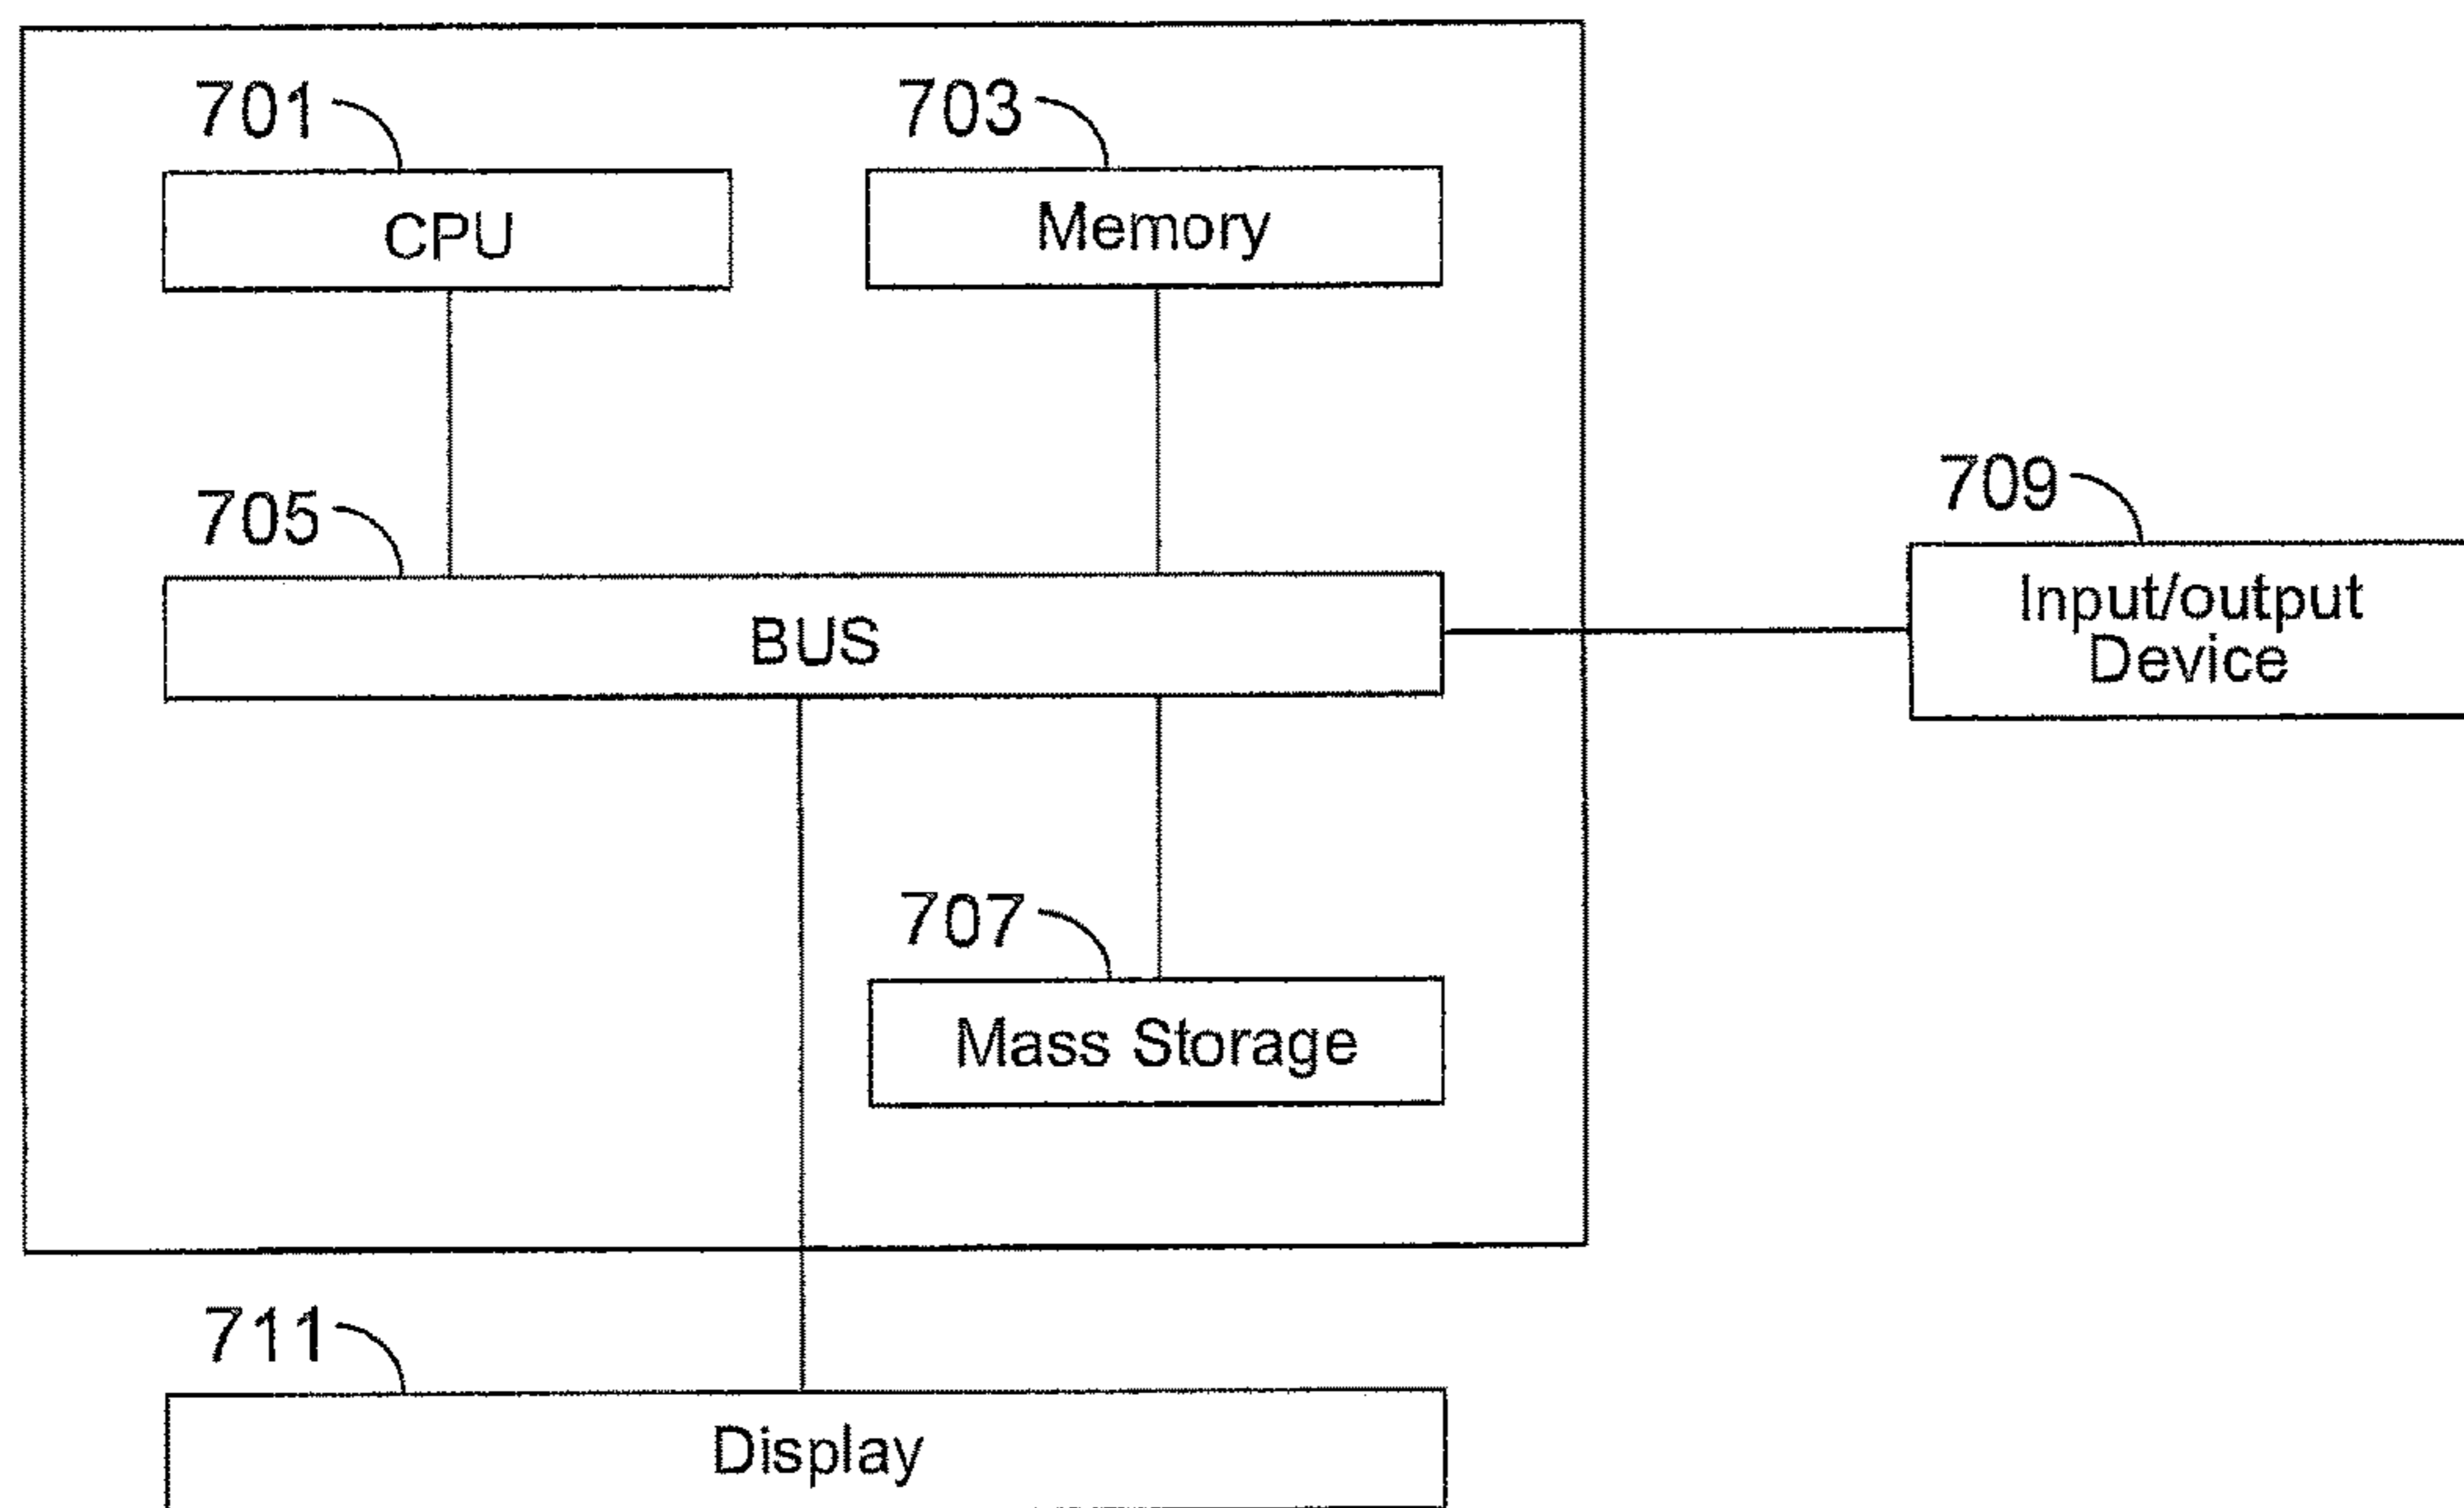 701
703
CPU
Memory
705
709
BUS
Input/output
Device
707
Mass Storage
711
Display